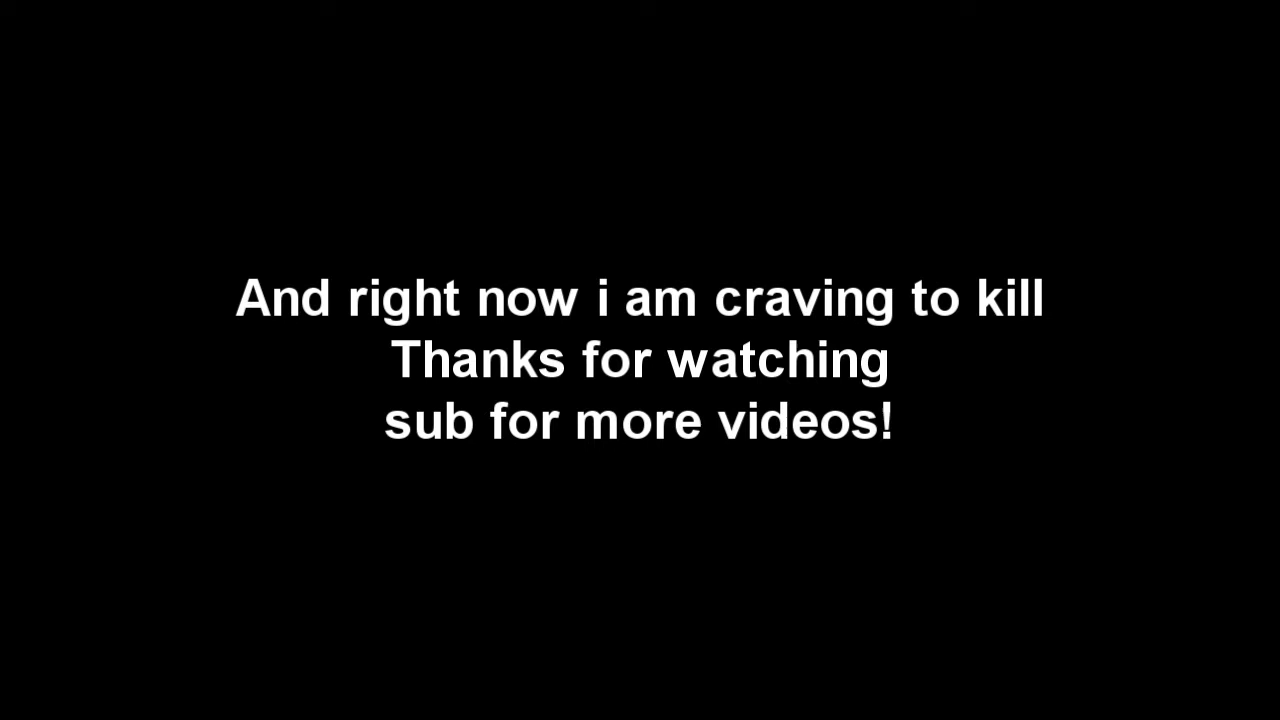 And right now i am craving to kill
Thanks for watching
sub for more videos!